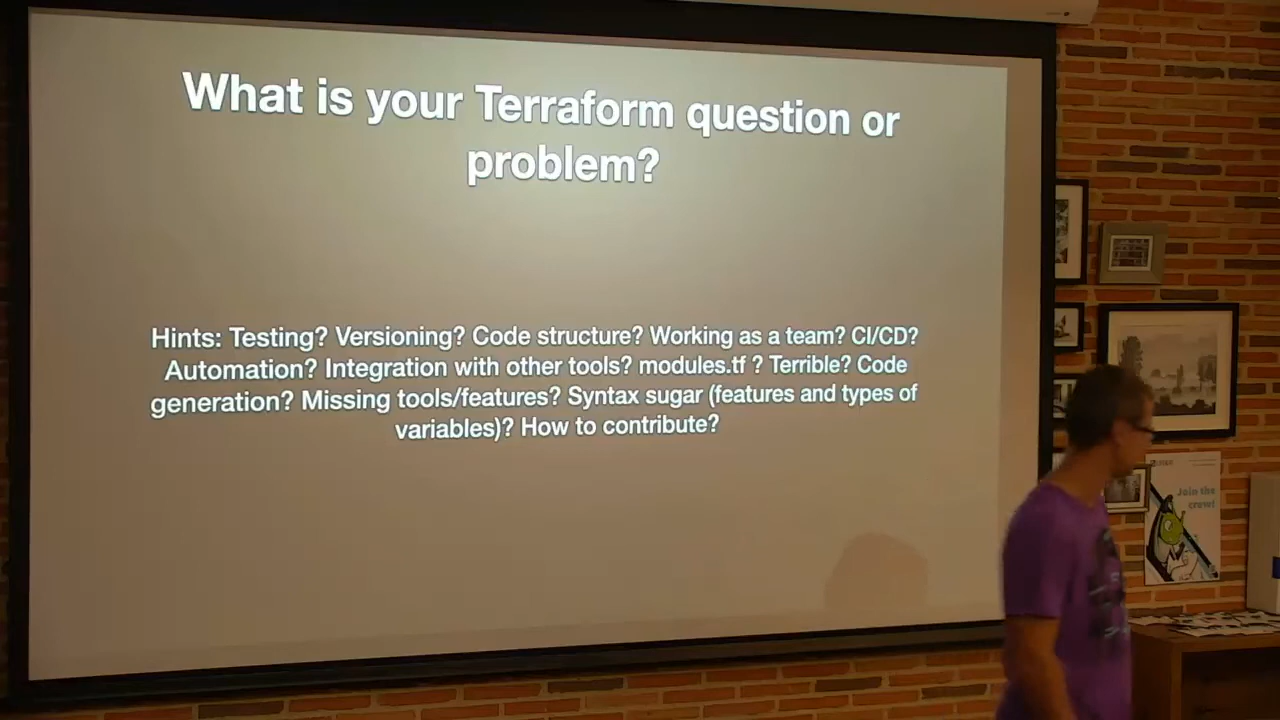 What is your Terraform question or
problem?
Hints: Testing? Versioning? Code structure? Working as a team? CI/CD?
Automation? Integration with other tools? modules.tf ? Terrible? Code
generation? Missing tools/features? Syntax sugar (features and types of
variables)? How to contribute?
Join the
crew!